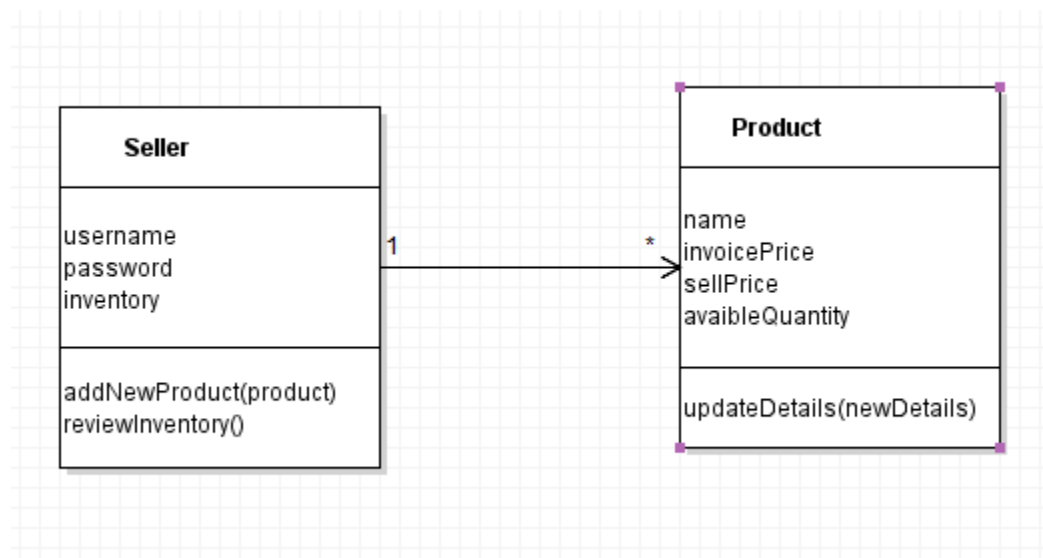 Seller
username
password
inventory
addNewProduct(product)
reviewInventory()
1
*
Product
name
invoicePrice
sellPrice
avaibleQuantity
updateDetails(newDetails)